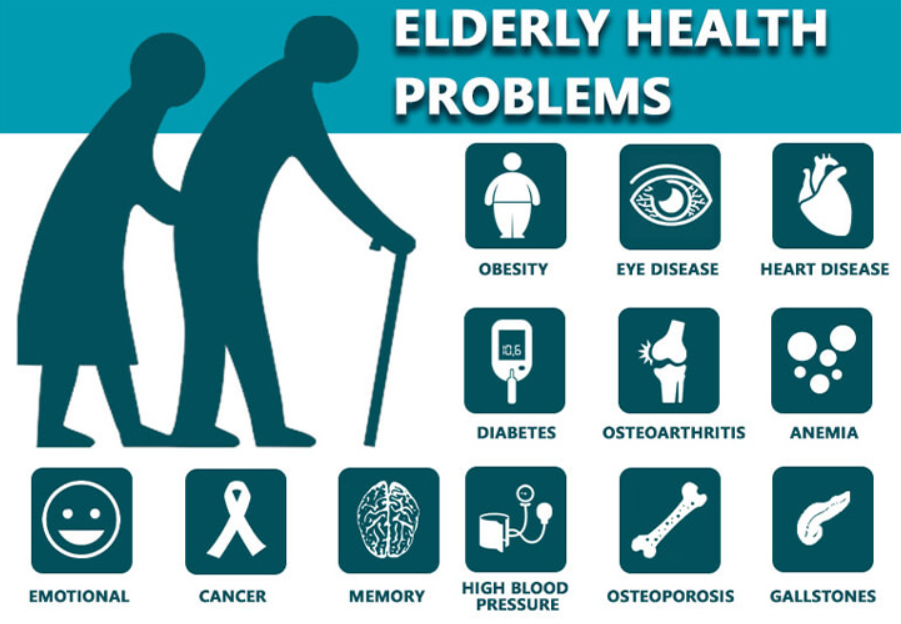 ELDERLY HEALTH
PROBLEMS
OBESITY
EYE DISEASE
HEART DISEASE
10,6
DIABETES
OSTEOARTHRITIS
ANEMIA
EMOTIONAL
CANCER
MEMORY
HIGH BLOOD
PRESSURE
OSTEOPOROSIS
GALLSTONES